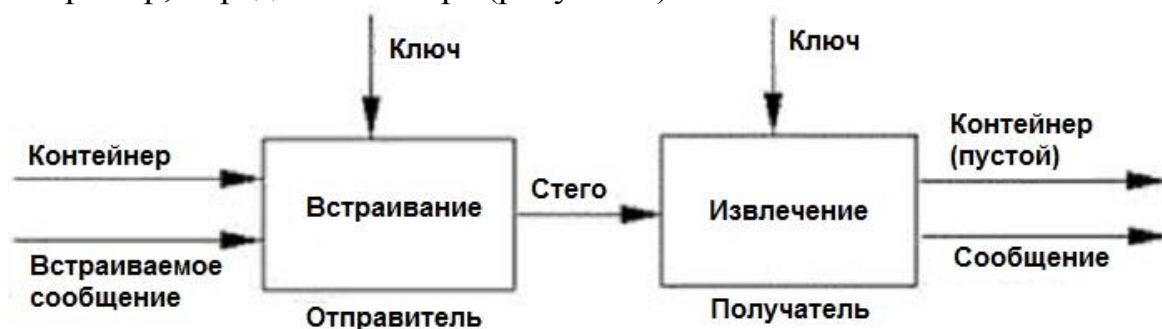 Ключ
Ключ
Контейнер
Встраиваемое
сообщение
Встраивание
Отправитель
Стего
Извлечение
Получатель
Контейнер
(пустой)
Сообщение